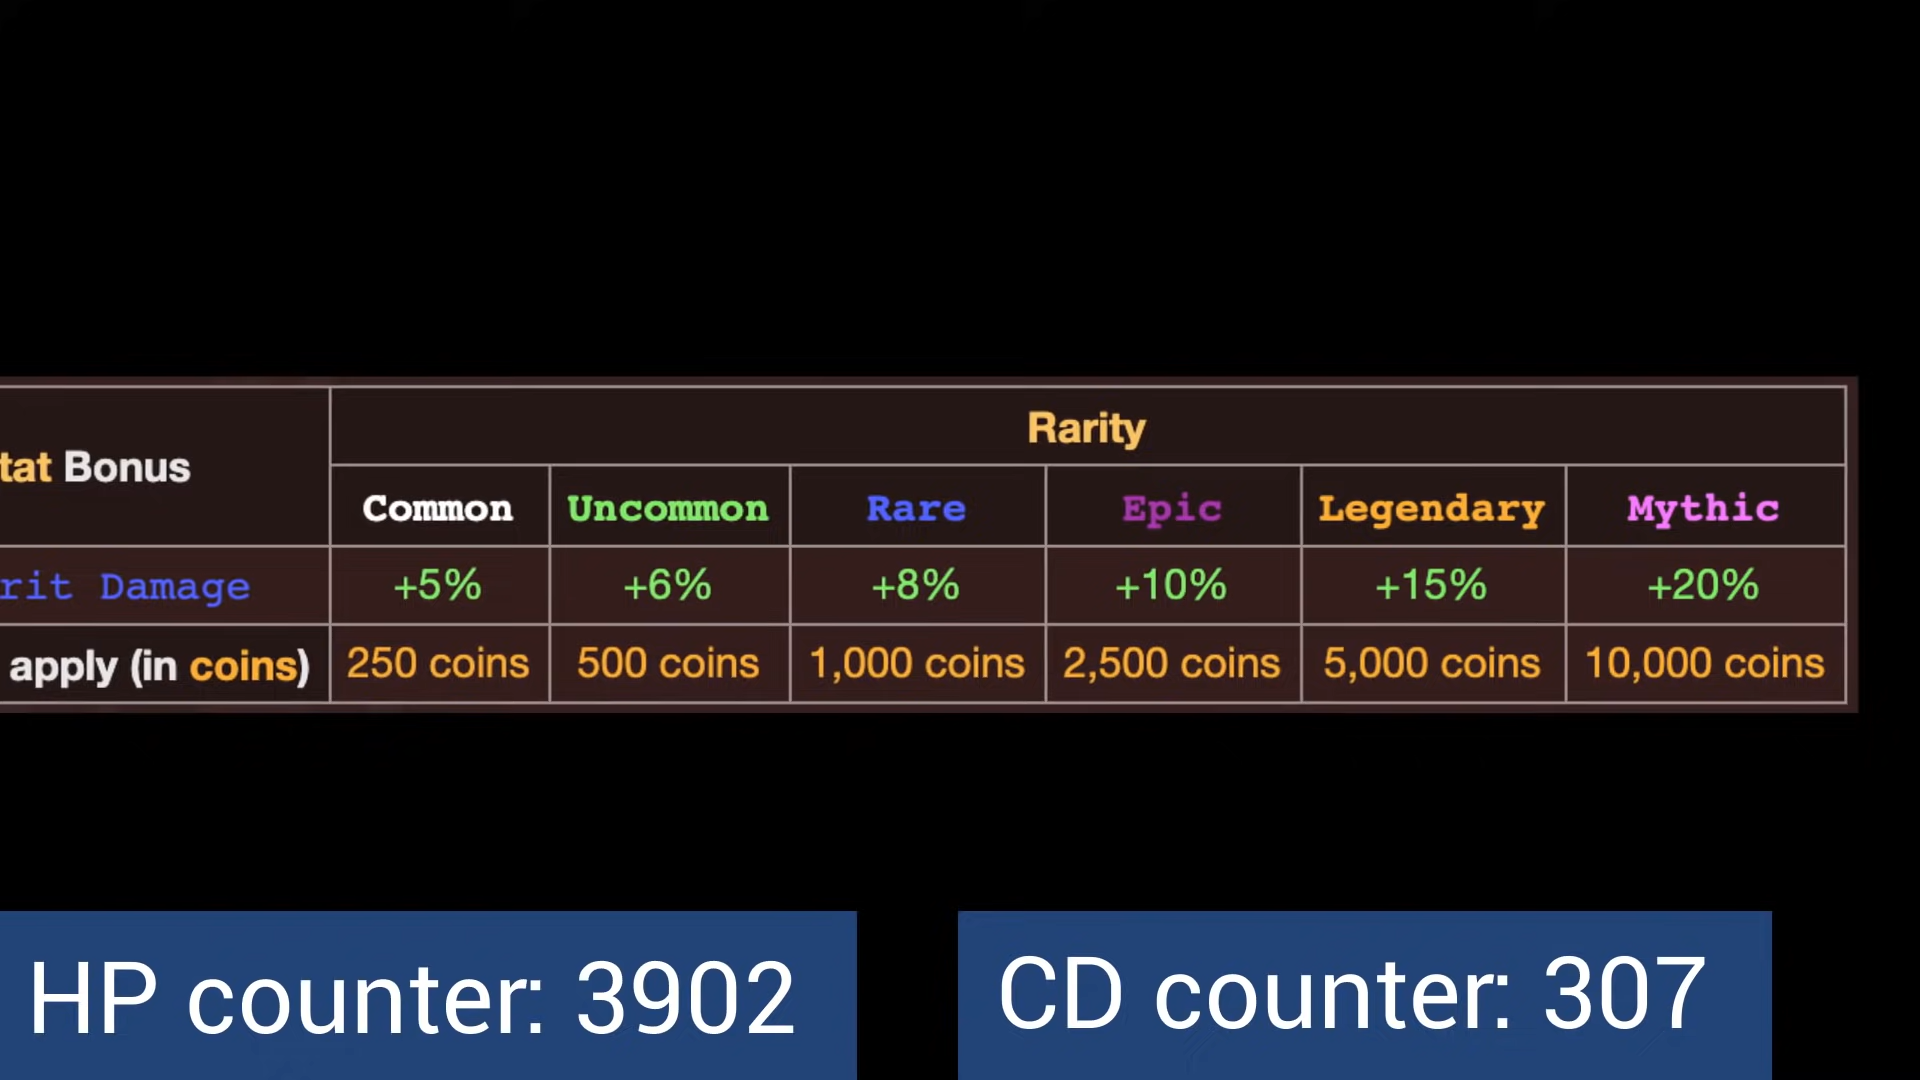 Rarity
tat Bonus
Common Uncommon Rare Epic Legendary Mythic
rit Damage +5% +6% +8% +10% +15% +20%
apply (in coins) 250 coins 500 coins 1,000 coins 2,500 coins 5,000 coins 10,000 coins
HP counter: 3902 CD counter: 307